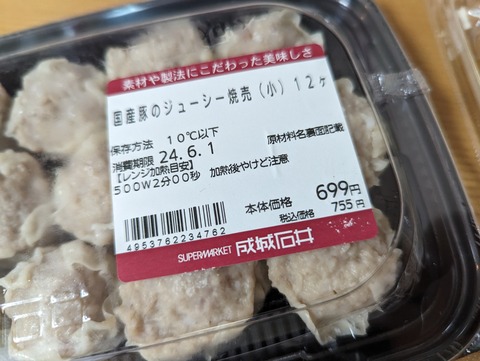 素材や製法にこだわった美味しさ
国産豚のジューシー焼売(小)12ヶ
保存方法 10℃以下 原材料名裏面記載
消費期限 24.6.1
【レンジ加熱目安】
500W2分00秒 加熱後やけど注意
本体価格 699円
税込価格 755円
4953762234762
SUPERMARKET 成城石井